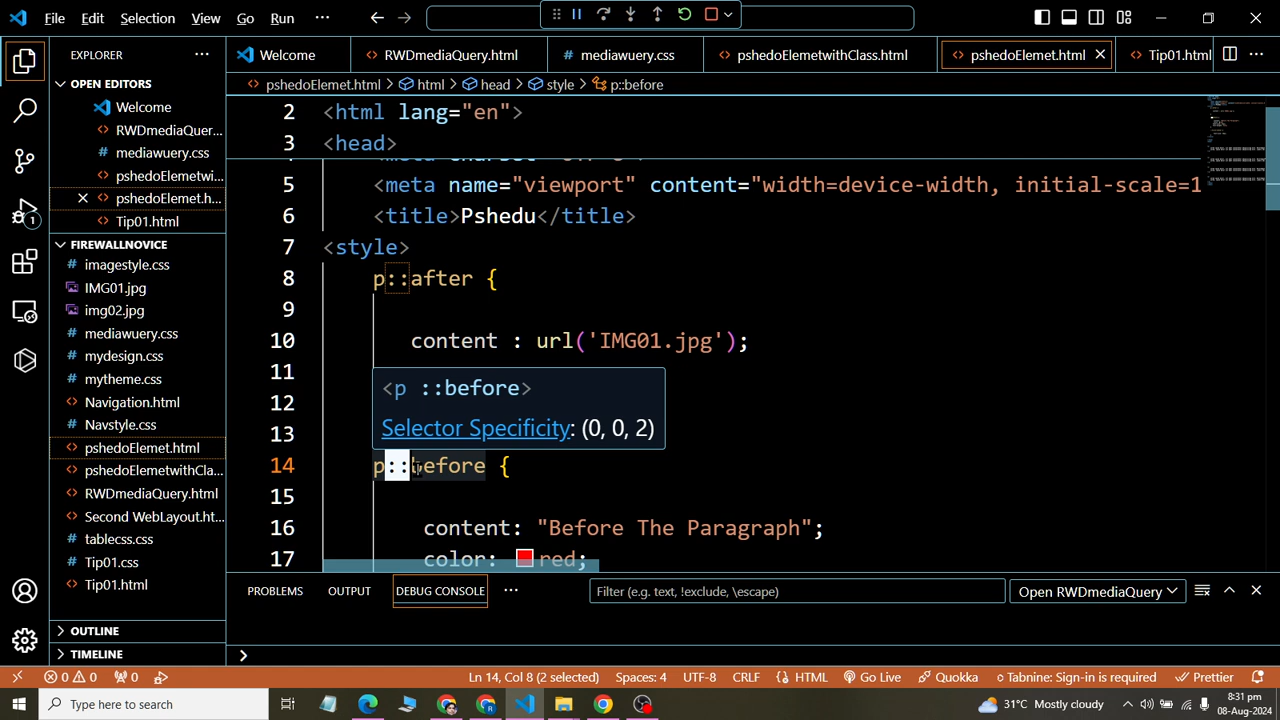 File Edit Selection View Go Run ···
EXPLORER ···
Welcome
RWDmediaQuery.html
mediawuery.css
pshedoElemetwithClass.html
pshedoElemet.html
Tip01.html
OPEN EDITORS
pshedoElemet.html > html > head > style > p::before
Welcome
RWDmediaQuer...
mediawuery.css
pshedoElemetwi...
pshedoElemet.h...
Tip01.html
FIREWALLNOVICE
imagestyle.css
IMG01.jpg
img02.jpg
mediawuery.css
mydesign.css
mytheme.css
Navigation.html
Navstyle.css
pshedoElemet.html
pshedoElemetwithCla...
RWDmediaQuery.html
Second WebLayout.ht...
tablecss.css
Tip01.css
Tip01.html
OUTLINE
TIMELINE
1
2 <html lang="en">
3 <head>
5 <meta name="viewport" content="width=device-width, initial-scale=1
6 <title>Pshedu</title>
7 <style>
8 p::after {
9
10 content : url('IMG01.jpg');
11
12
13
<p ::before>
Selector Specificity: (0, 0, 2)
14 p::before {
15
16 content: "Before The Paragraph";
17 color: red;
PROBLEMS OUTPUT DEBUG CONSOLE ···
Filter (e.g. text, !exclude, \escape)
Open RWDmediaQuery
0 0 0
Ln 14, Col 8 (2 selected) Spaces: 4 UTF-8 CRLF HTML Go Live Quokka Tabnine: Sign-in is required Prettier
Type here to search
31°C Mostly cloudy
8:31 pm
08-Aug-2024